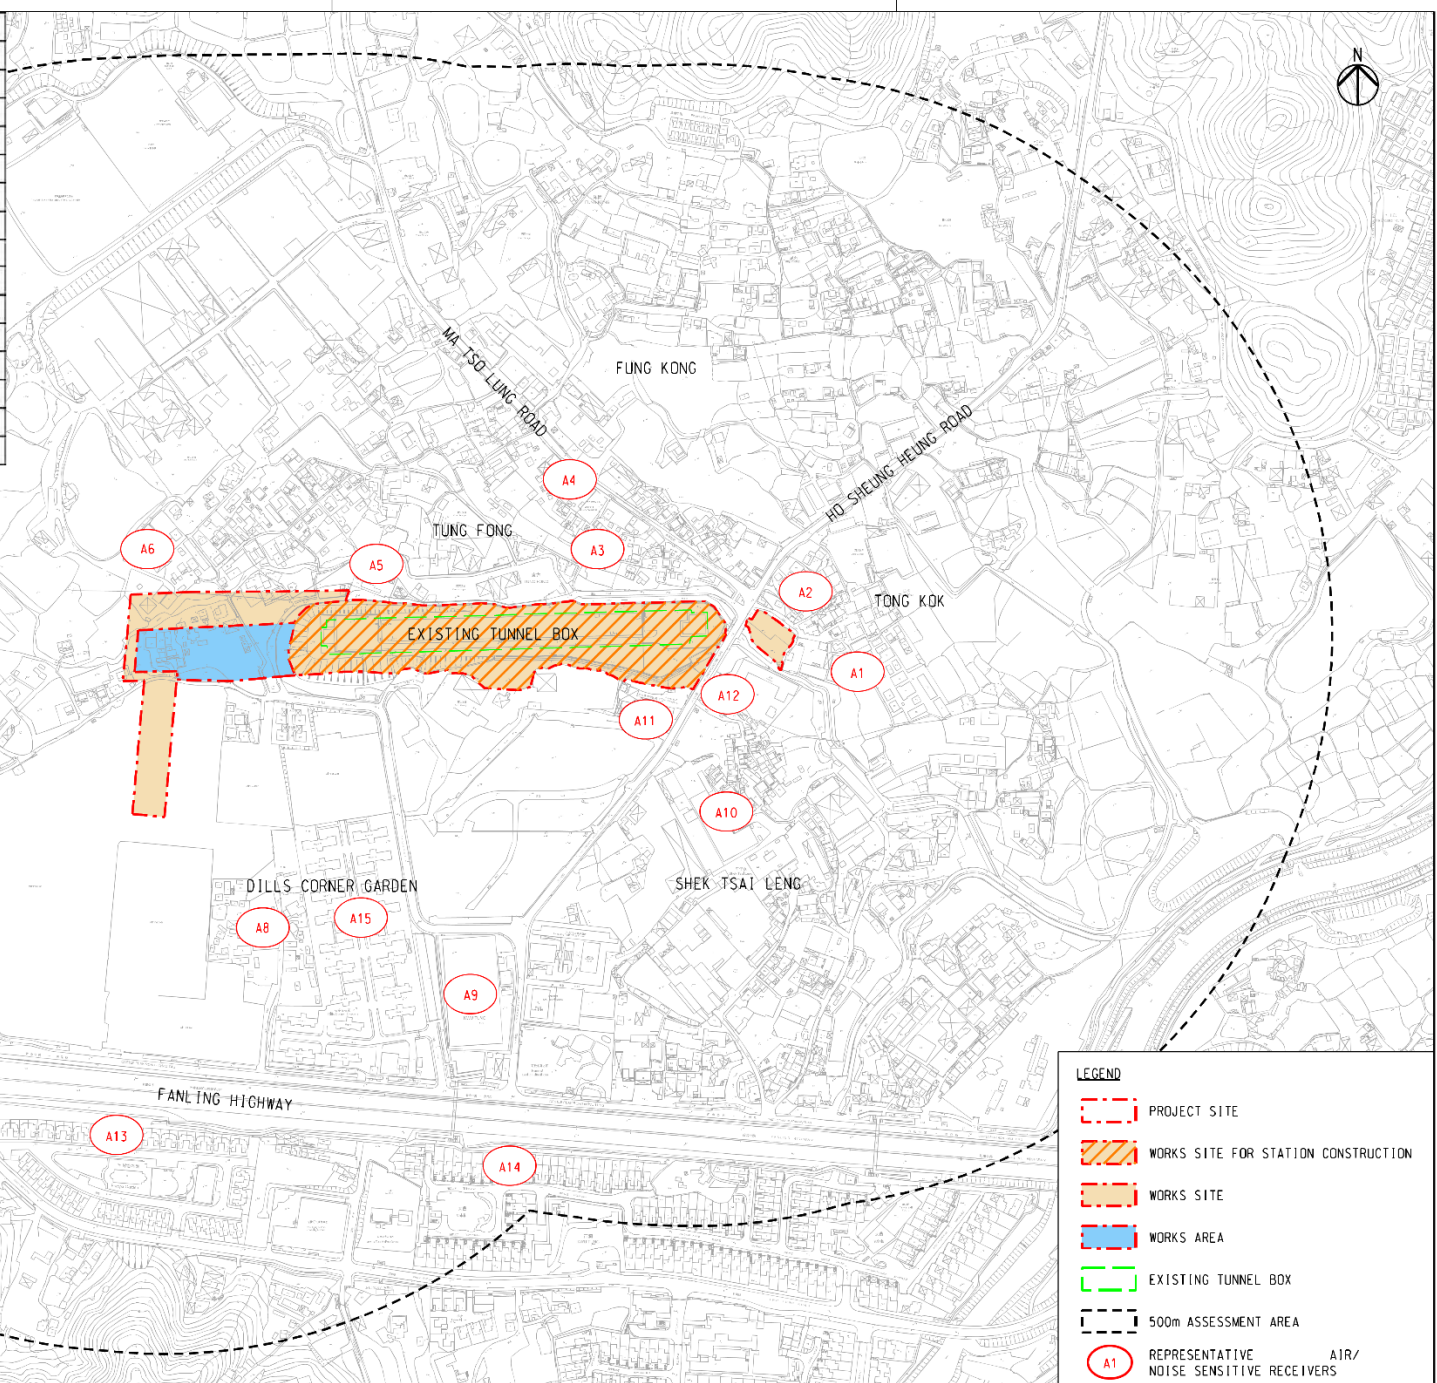 N
MA TSO LUNG ROAD
FUNG KONG
HO SHEUNG HEUNG ROAD
A4
TUNG FONG
A3
A6
A5
A2
TONG KOK
EXISTING TUNNEL BOX
A1
A12
A11
A10
DILLS CORNER GARDEN
SHEK TSAI LENG
A8
A15
A9
FANLING HIGHWAY
A13
A14
LEGEND
PROJECT SITE
WORKS SITE FOR STATION CONSTRUCTION
WORKS SITE
WORKS AREA
EXISTING TUNNEL BOX
500m ASSESSMENT AREA
A1
REPRESENTATIVE AIR/
NOISE SENSITIVE RECEIVERS